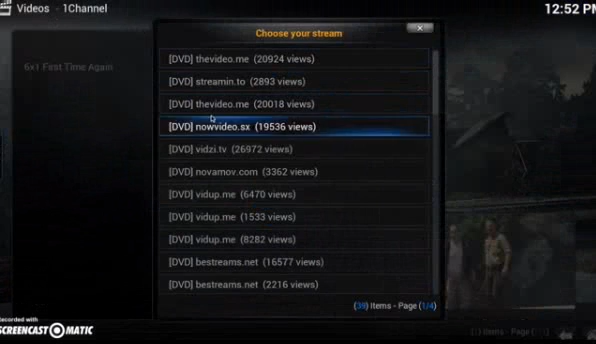 Videos - 1Channel
12:52 PM
Choose your stream
6x1 First Time Again
[DVD] thevideo.me (20924 views)
[DVD] streamin.to (2893 views)
[DVD] thevideo.me (20018 views)
[DVD] nowvideo.sx (19536 views)
[DVD] vidzi.tv (26972 views)
[DVD] novamov.com (3362 views)
[DVD] vidup.me (6470 views)
[DVD] vidup.me (1533 views)
[DVD] vidup.me (8282 views)
[DVD] bestreams.net (16577 views)
[DVD] bestreams.net (2216 views)
(39) Items - Page (1/4)
Items - Page
Recorded with
SCREENCAST MATIC